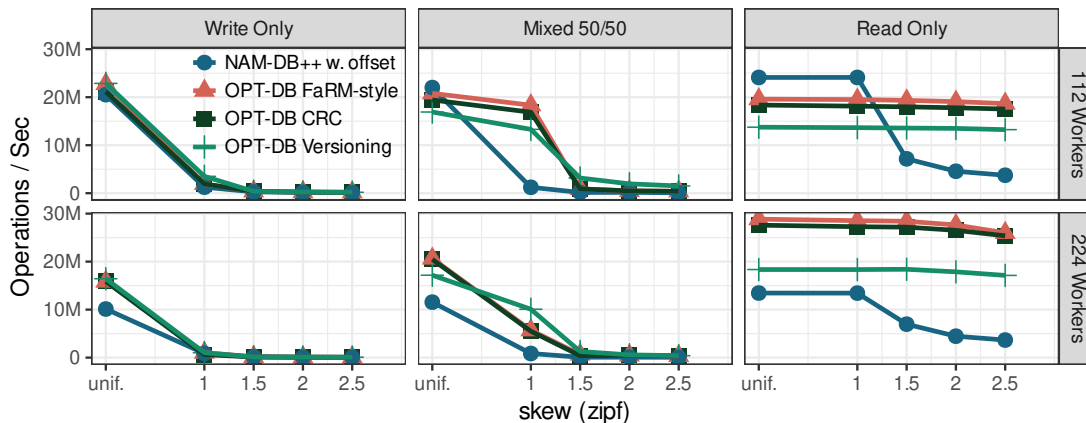 Write Only
Mixed 50/50
Read Only
30M
20M
10M
0
NAM-DB++ w. offset
OPT-DB FaRM-style
OPT-DB CRC
OPT-DB Versioning
112 Workers
30M
20M
10M
0
224 Workers
Operations / Sec
unif. 1 1.5 2 2.5
unif. 1 1.5 2 2.5
unif. 1 1.5 2 2.5
skew (zipf)